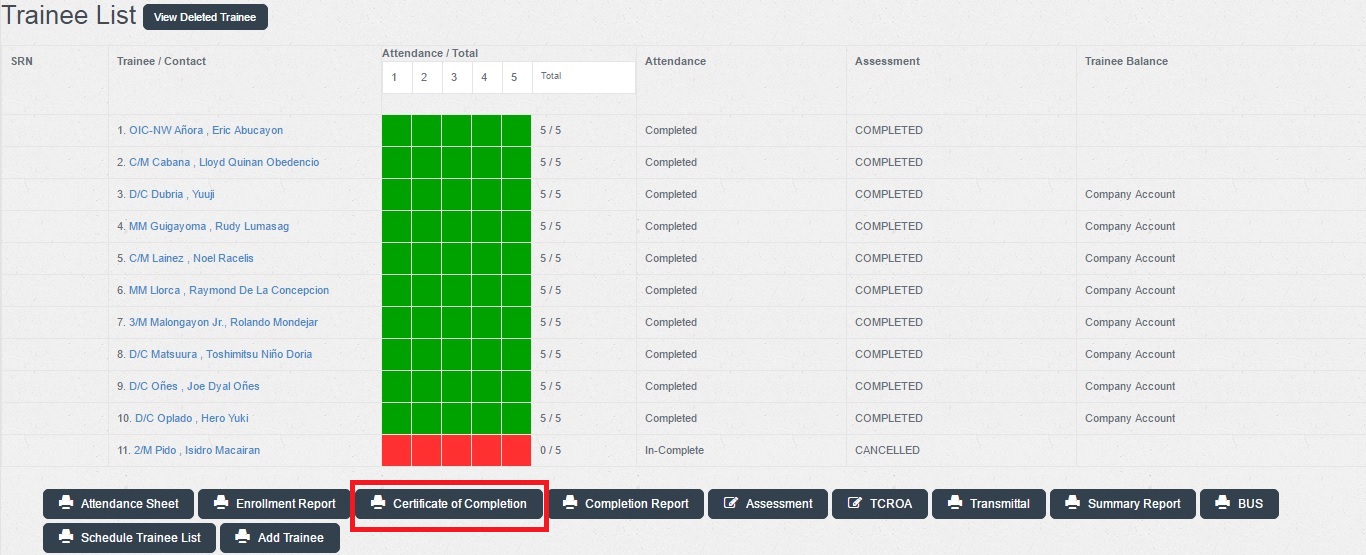 Trainee List View Deleted Trainee
SRN Trainee / Contact Attendance / Total Attendance Assessment Trainee Balance
1 2 3 4 5 Total
1. OIC-NW Añora , Eric Abucayon 5 / 5 Completed COMPLETED
2. C/M Cabana , Lloyd Quinan Obedencio 5 / 5 Completed COMPLETED
3. D/C Dubria , Yuuji 5 / 5 Completed COMPLETED Company Account
4. MM Guigayoma , Rudy Lumasag 5 / 5 Completed COMPLETED Company Account
5. C/M Lainez , Noel Racelis 5 / 5 Completed COMPLETED Company Account
6. MM Llorca , Raymond De La Concepcion 5 / 5 Completed COMPLETED Company Account
7. 3/M Malongayon Jr., Rolando Mondejar 5 / 5 Completed COMPLETED Company Account
8. D/C Matsuura , Toshimitsu Niño Doria 5 / 5 Completed COMPLETED Company Account
9. D/C Oñes , Joe Dyal Oñes 5 / 5 Completed COMPLETED Company Account
10. D/C Oplado , Hero Yuki 5 / 5 Completed COMPLETED Company Account
11. 2/M Pido , Isidro Macairan 0 / 5 In-Complete CANCELLED
Attendance Sheet Enrollment Report Certificate of Completion Completion Report Assessment TCROA Transmittal Summary Report BUS
Schedule Trainee List Add Trainee